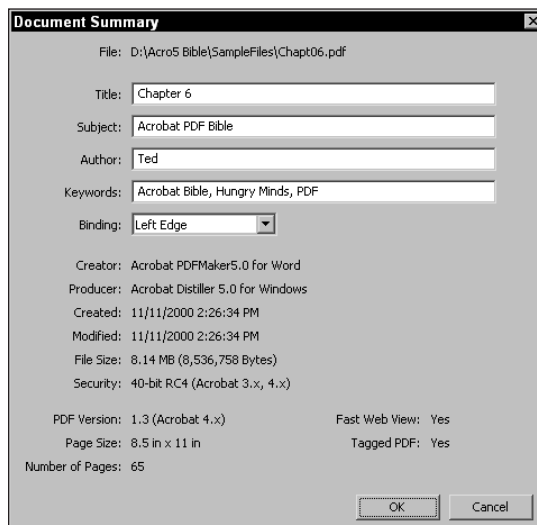 Document Summary
File: D:\Acro5 Bible\SampleFiles\Chapt06.pdf
Title: Chapter 6
Subject: Acrobat PDF Bible
Author: Ted
Keywords: Acrobat Bible, Hungry Minds, PDF
Binding: Left Edge
Creator: Acrobat PDFMaker5.0 for Word
Producer: Acrobat Distiller 5.0 for Windows
Created: 11/11/2000 2:26:34 PM
Modified: 11/11/2000 2:26:34 PM
File Size: 8.14 MB (8,536,758 Bytes)
Security: 40-bit RC4 (Acrobat 3.x, 4.x)
PDF Version: 1.3 (Acrobat 4.x) Fast Web View: Yes
Page Size: 8.5 in x 11 in Tagged PDF: Yes
Number of Pages: 65
OK Cancel